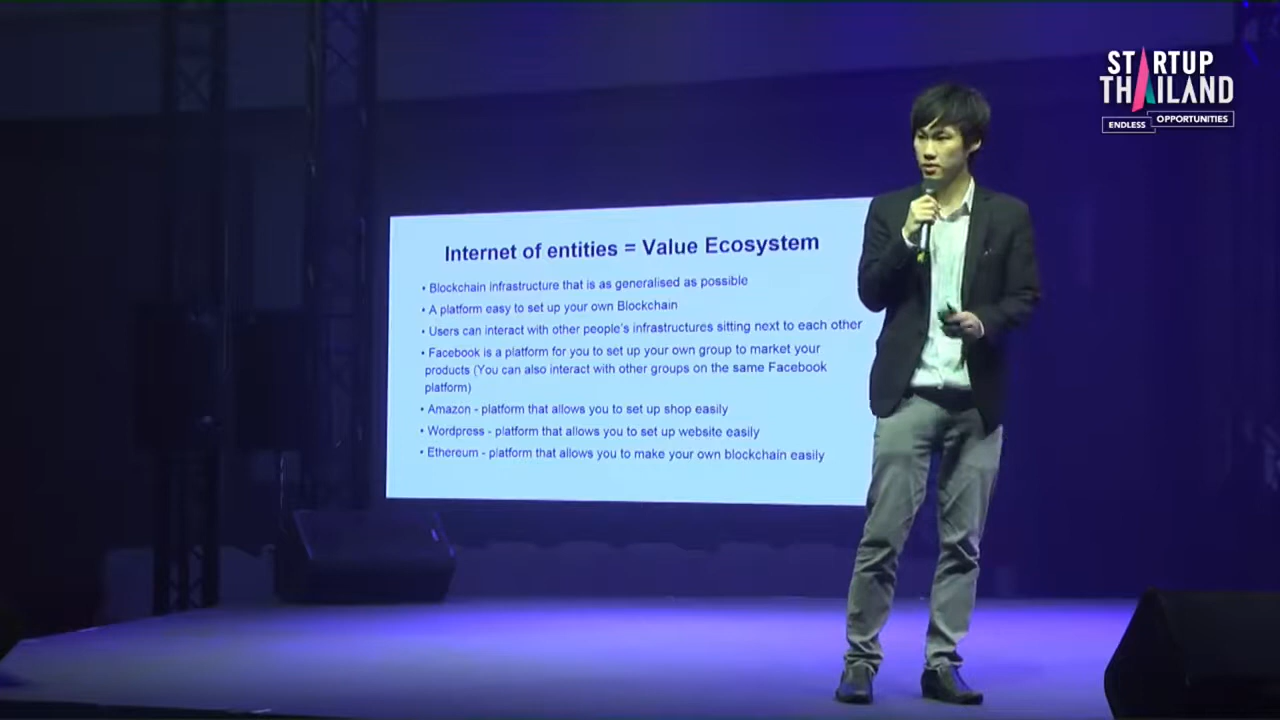 STARTUP
THAILAND
ENDLESS OPPORTUNITIES
Internet of entities = Value Ecosystem
• Blockchain infrastructure that is as generalised as possible
• A platform easy to set up your own Blockchain
• Users can interact with other people's infrastructures sitting next to each other
• Facebook is a platform for you to set up your own group to market your
products (You can also interact with other groups on the same Facebook
platform)
• Amazon - platform that allows you to set up shop easily
• Wordpress - platform that allows you to set up website easily
• Ethereum - platform that allows you to make your own blockchain easily